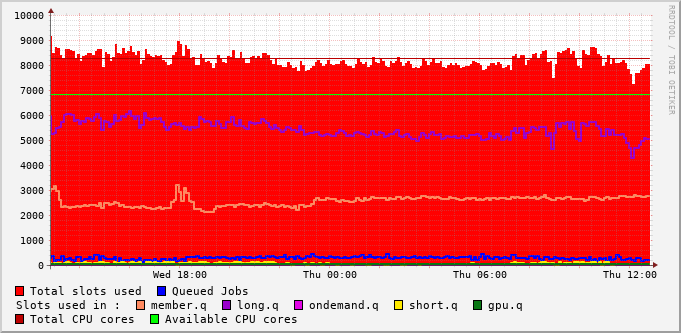 RRDTOOL / TOBI OETIKER
10000
9000
8000
7000
6000
5000
4000
3000
2000
1000
0
Wed 18:00 Thu 00:00 Thu 06:00 Thu 12:00
Total slots used Queued Jobs
Slots used in : member.q long.q ondemand.q short.q gpu.q
Total CPU cores Available CPU cores